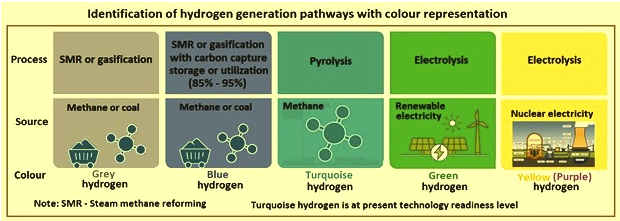 Identification of hydrogen generation pathways with colour representation
Process
SMR or gasification
SMR or gasification
with carbon capture
storage or utilization
(85% - 95%)
Pyrolysis
Electrolysis
Electrolysis
Source
Methane or coal
Methane or coal
Methane
Renewable
electricity
Nuclear electricity
Colour
Grey
hydrogen
Blue
hydrogen
Turquoise
hydrogen
Green
hydrogen
Yellow (Purple)
hydrogen
Note: SMR - Steam methane reforming
Turquoise hydrogen is at present technology readiness level